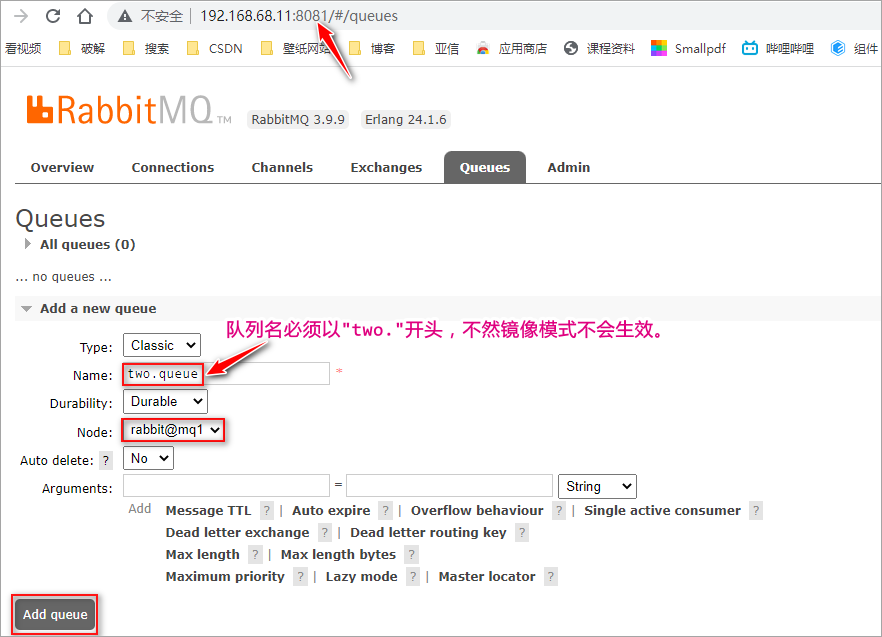 不安全 192.168.68.11:8081/#/queues
看视频 破解 搜索 CSDN 壁纸网站 博客 亚信 应用商店 课程资料 Smallpdf 哔哩哔哩 组件
RabbitMQ TM RabbitMQ 3.9.9 Erlang 24.1.6
Overview Connections Channels Exchanges Queues Admin
Queues
All queues (0)
... no queues ...
Add a new queue
队列名必须以"two."开头，不然镜像模式不会生效。
Type: Classic
Name: two.queue *
Durability: Durable
Node: rabbit@mq1
Auto delete: ? No
Arguments: = String
Add Message TTL ? | Auto expire ? | Overflow behaviour ? | Single active consumer ?
Dead letter exchange ? | Dead letter routing key ?
Max length ? | Max length bytes ?
Maximum priority ? | Lazy mode ? | Master locator ?
Add queue